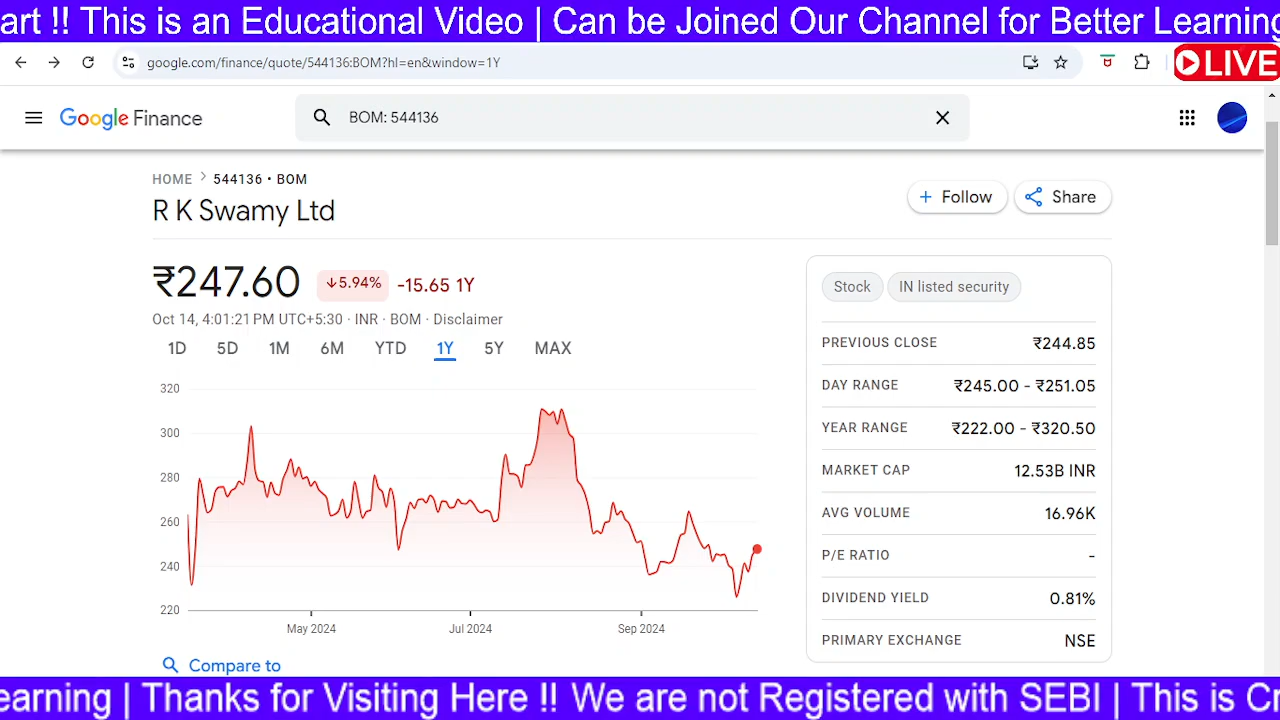 art !! This is an Educational Video | Can be Joined Our Channel for Better Learning
google.com/finance/quote/544136:BOM?hl=en&window=1Y
LIVE
Google Finance
BOM: 544136
HOME > 544136 • BOM
R K Swamy Ltd
+ Follow
Share
₹247.60
↓5.94%
-15.65 1Y
Oct 14, 4:01:21 PM UTC+5:30 · INR · BOM · Disclaimer
1D 5D 1M 6M YTD 1Y 5Y MAX
320
300
280
260
240
220
May 2024
Jul 2024
Sep 2024
Compare to
Stock
IN listed security
PREVIOUS CLOSE ₹244.85
DAY RANGE ₹245.00 - ₹251.05
YEAR RANGE ₹222.00 - ₹320.50
MARKET CAP 12.53B INR
AVG VOLUME 16.96K
P/E RATIO -
DIVIDEND YIELD 0.81%
PRIMARY EXCHANGE NSE
earning | Thanks for Visiting Here !! We are not Registered with SEBI | This is Cr